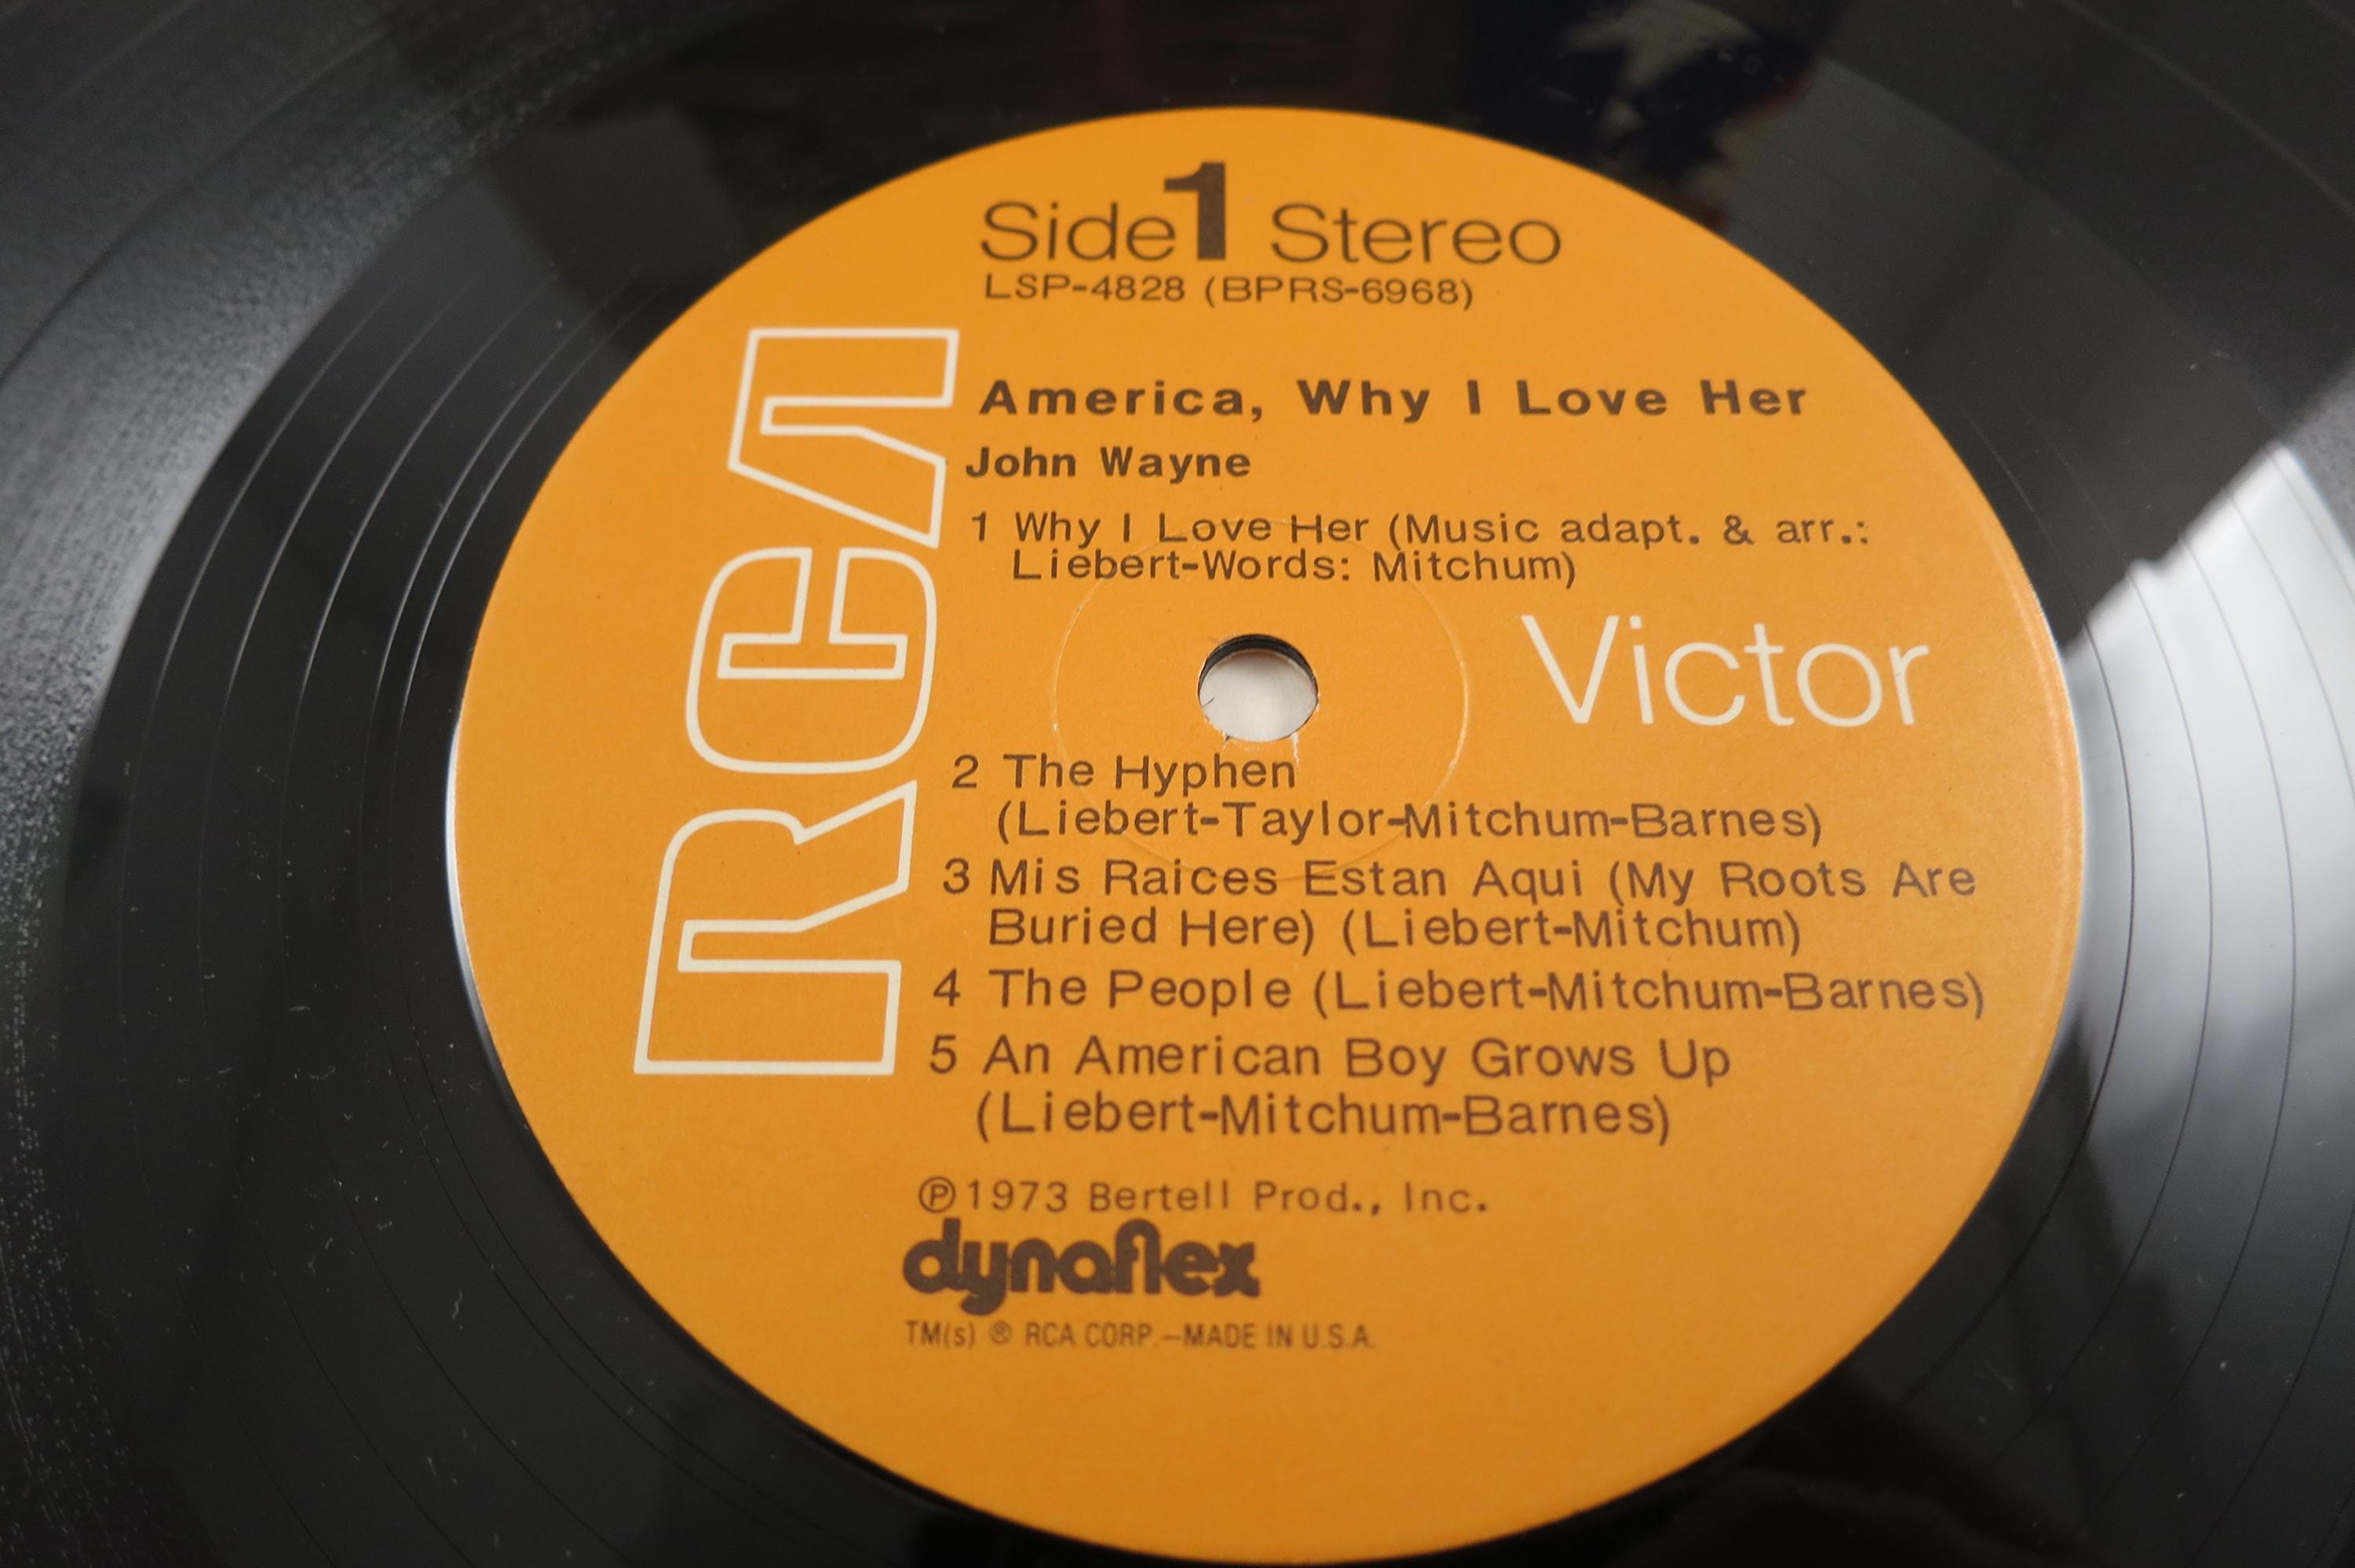 Side 1 Stereo
LSP-4828 (BPRS-6968)
RCA
America, Why I Love Her
John Wayne
1 Why I Love Her (Music adapt. & arr.:
Liebert-Words: Mitchum)
Victor
2 The Hyphen
(Liebert-Taylor-Mitchum-Barnes)
3 Mis Raices Estan Aqui (My Roots Are
Buried Here) (Liebert-Mitchum)
4 The People (Liebert-Mitchum-Barnes)
5 An American Boy Grows Up
(Liebert-Mitchum-Barnes)
℗1973 Bertell Prod., Inc.
dynaflex
TM(s) ® RCA CORP.—MADE IN U.S.A.